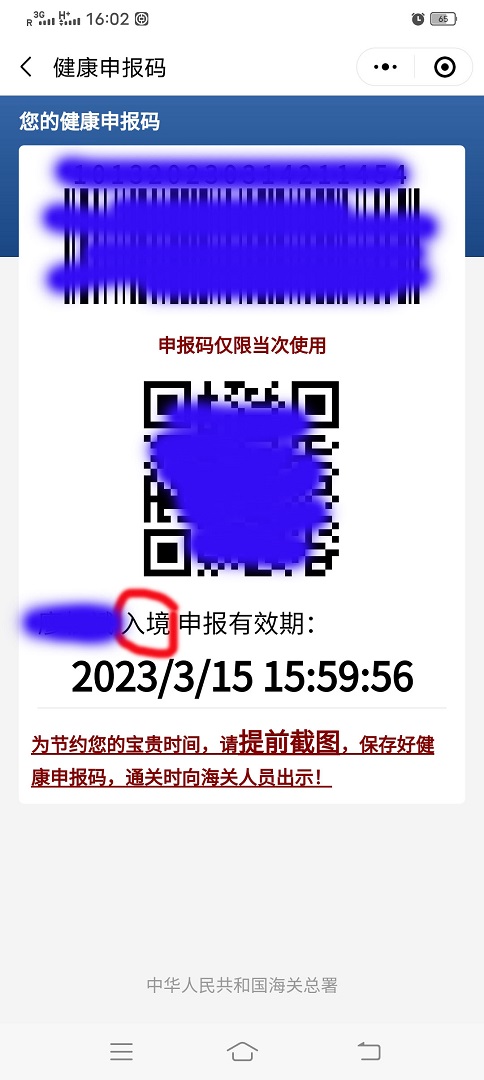 R 3G H+ 16:02 65
健康申报码
您的健康申报码
申报码仅限当次使用
入境申报有效期：
2023/3/15 15:59:56
为节约您的宝贵时间，请提前截图，保存好健
康申报码，通关时向海关人员出示！
中华人民共和国海关总署